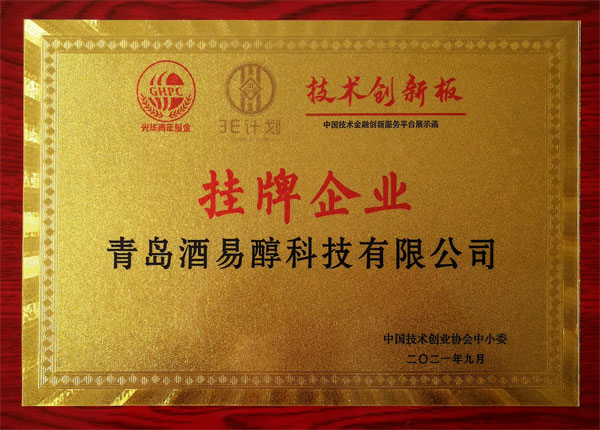 GHPC
光华青年基金
3E计划
技术创新板
中国技术金融创新服务平台展示函
挂牌企业
青岛酒易醇科技有限公司
中国技术创业协会中小委
二〇二一年九月